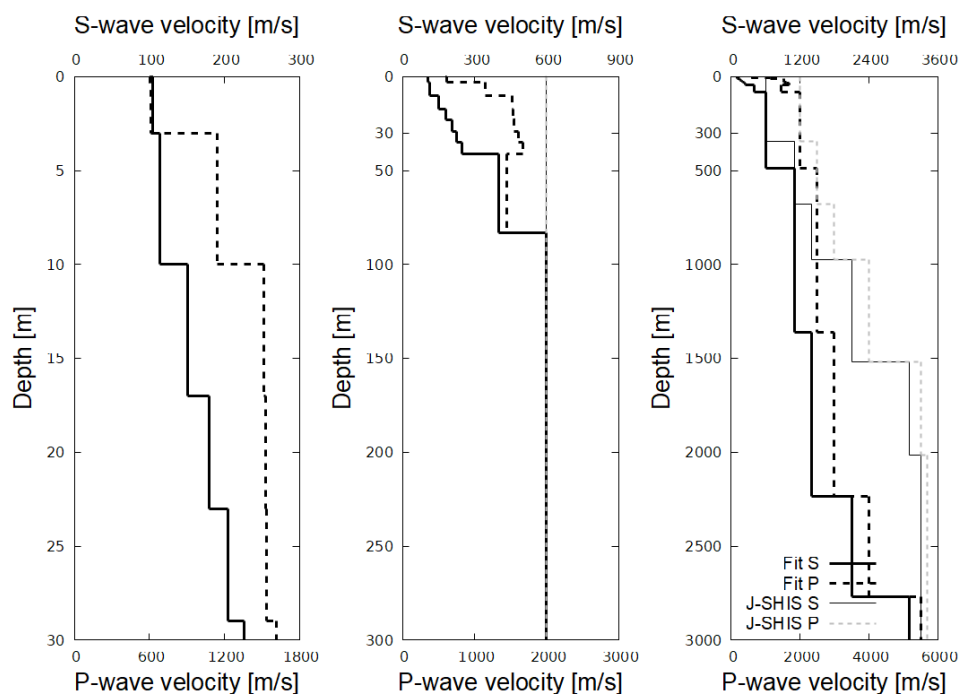 S-wave velocity [m/s] S-wave velocity [m/s] S-wave velocity [m/s]
0 100 200 300 0 300 600 900 0 1200 2400 3600
0 0 0
5 30 300
10 50 500
15 100 1000
20 150 1500
25 200 2000
30 250 2500
300 3000
Depth [m] Depth [m] Depth [m]
Fit S
Fit P
J-SHIS S
J-SHIS P
0 600 1200 1800 0 1000 2000 3000 0 2000 4000 6000
P-wave velocity [m/s] P-wave velocity [m/s] P-wave velocity [m/s]